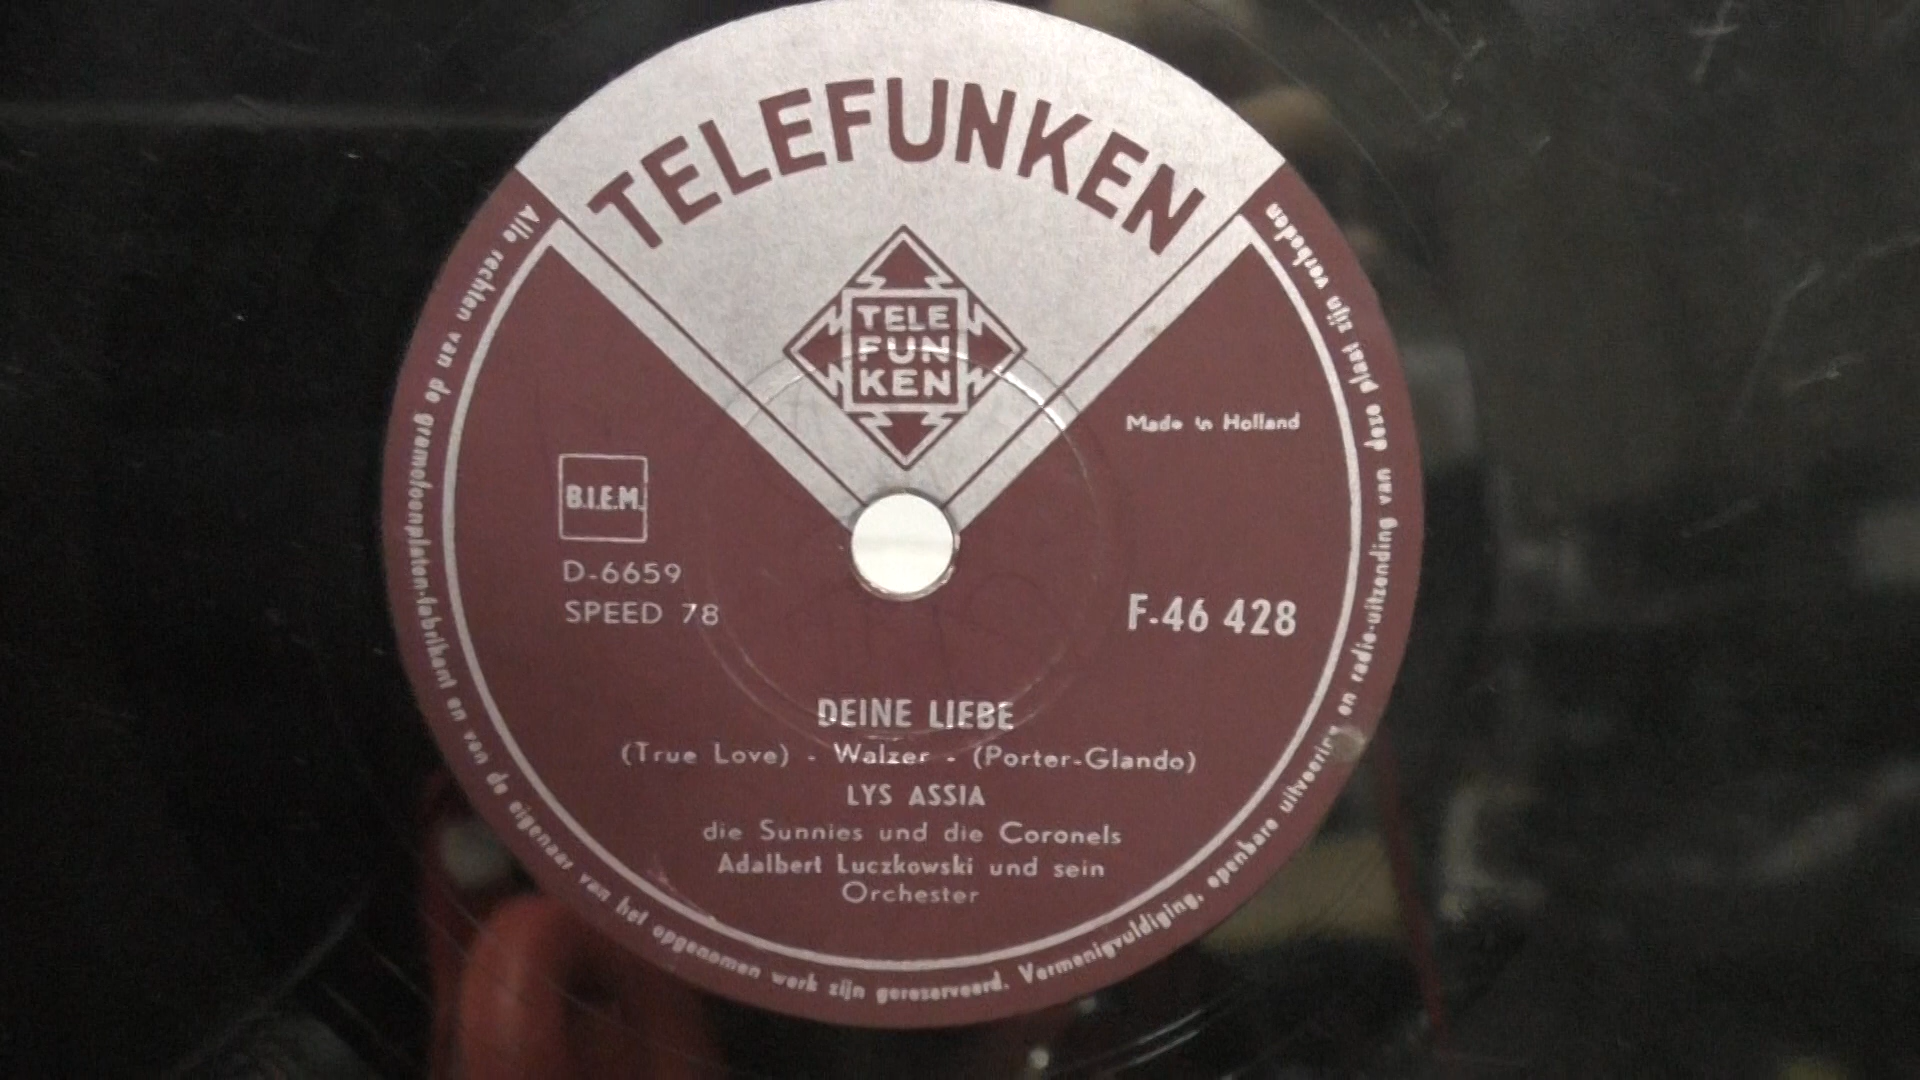 TELEFUNKEN
TELE
FUN
KEN
Made in Holland
B.I.E.M.
D-6659
SPEED 78
F-46 428
DEINE LIEBE
(True Love) - Walzer - (Porter-Glando)
LYS ASSIA
die Sunnies und die Coronels
Adalbert Luczkowski und sein
Orchester
Alle rechten van de gramofoonplaten-fabrikant en van de eigenaar van het opgenomen werk zijn gereserveerd. Vermenigvuldiging, openbare uitvoering en radio-uitzending van deze plaat zijn verboden